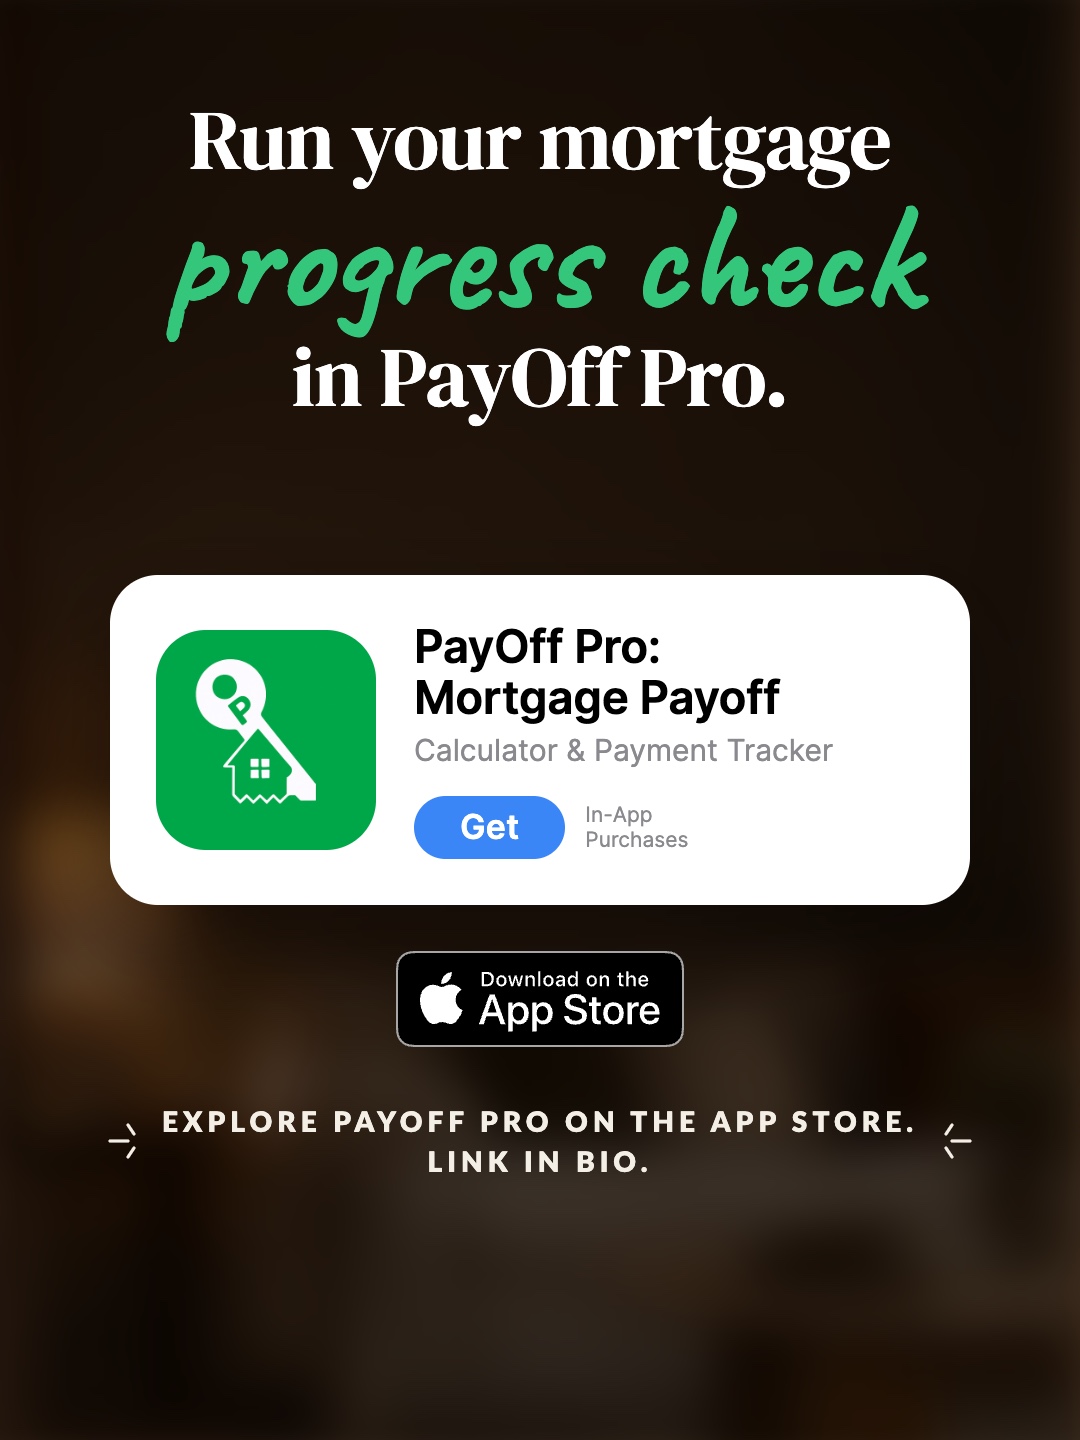 Run your mortgage
progress check
in PayOff Pro.
P
PayOff Pro:
Mortgage Payoff
Calculator & Payment Tracker
Get
In-App
Purchases
Download on the
App Store
EXPLORE PAYOFF PRO ON THE APP STORE.
LINK IN BIO.